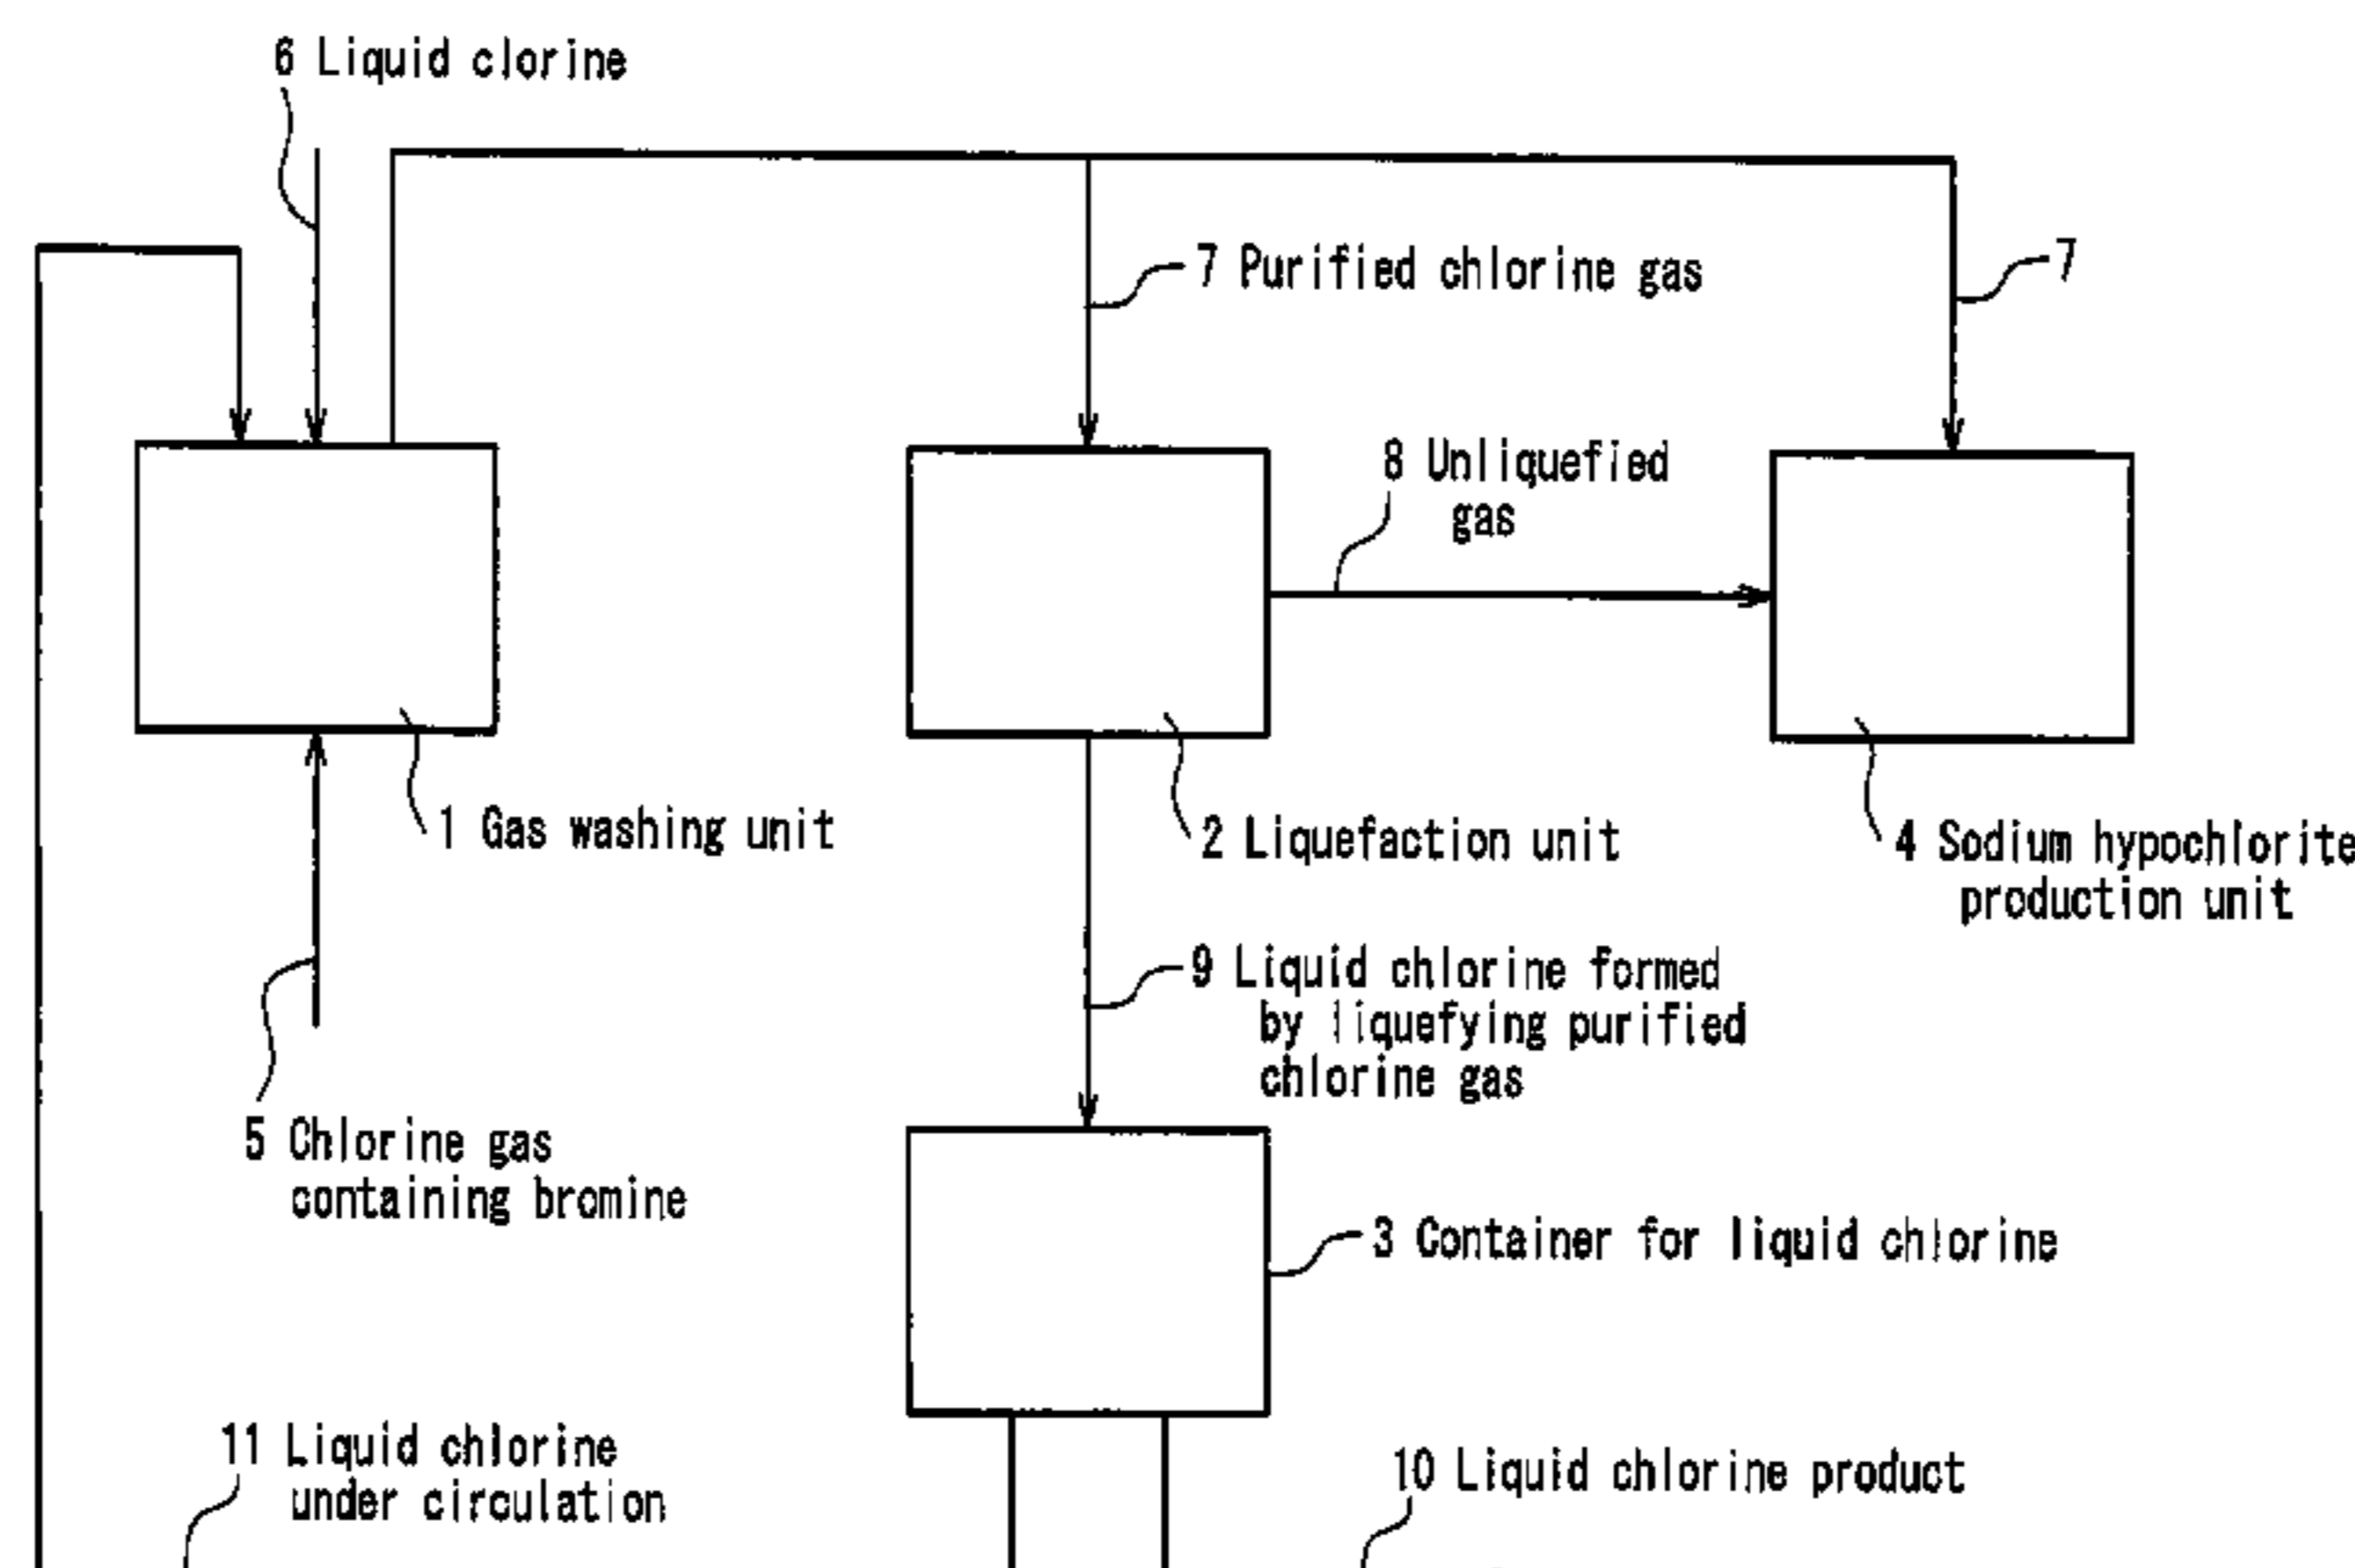 6 Liquid clorine
7 Purified chlorine gas
7
8 Unliquefied
gas
1 Gas washing unit
2 Liquefaction unit
4 Sodium hypochlorite
production unit
9 Liquid chlorine formed
by liquefying purified
chlorine gas
5 Chlorine gas
containing bromine
3 Container for liquid chlorine
11 Liquid chlorine
under circulation
10 Liquid chlorine product